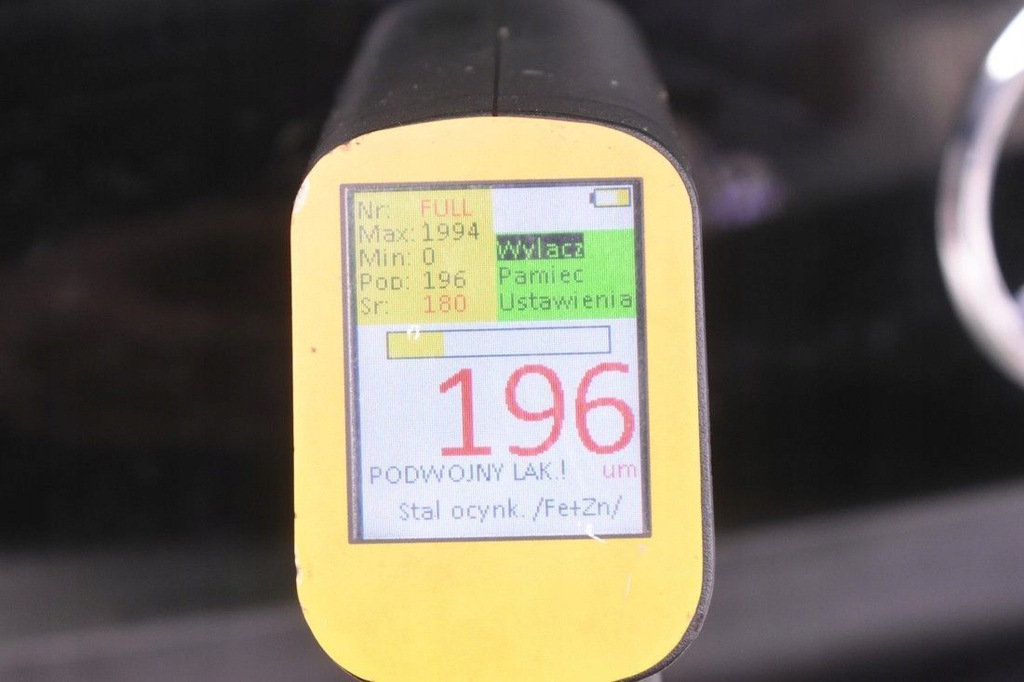 Nr: FULL
Max: 1994
Min: 0
Pod: 196
Sr: 180
Wylacz
Pamiec
Ustawienia
196
um
PODWOJNY LAK.!
Stal ocynk. /Fe+Zn/